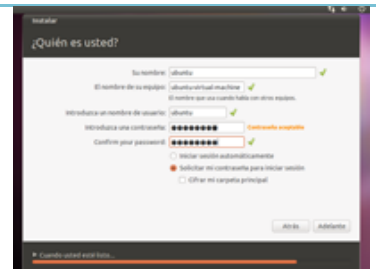 Instalar
¿Quién es usted?
Su nombre: ubuntu
El nombre de su equipo: ubuntu-virtual-machine
El nombre que usa cuando habla con otros equipos.
Introduzca un nombre de usuario: ubuntu
Introduzca una contraseña: ●●●●●●●● Contraseña aceptable
Confirm your password: ●●●●●●●●
Iniciar sesión automáticamente
Solicitar mi contraseña para iniciar sesión
Cifrar mi carpeta principal
Atrás Adelante
Cuando usted esté listo...